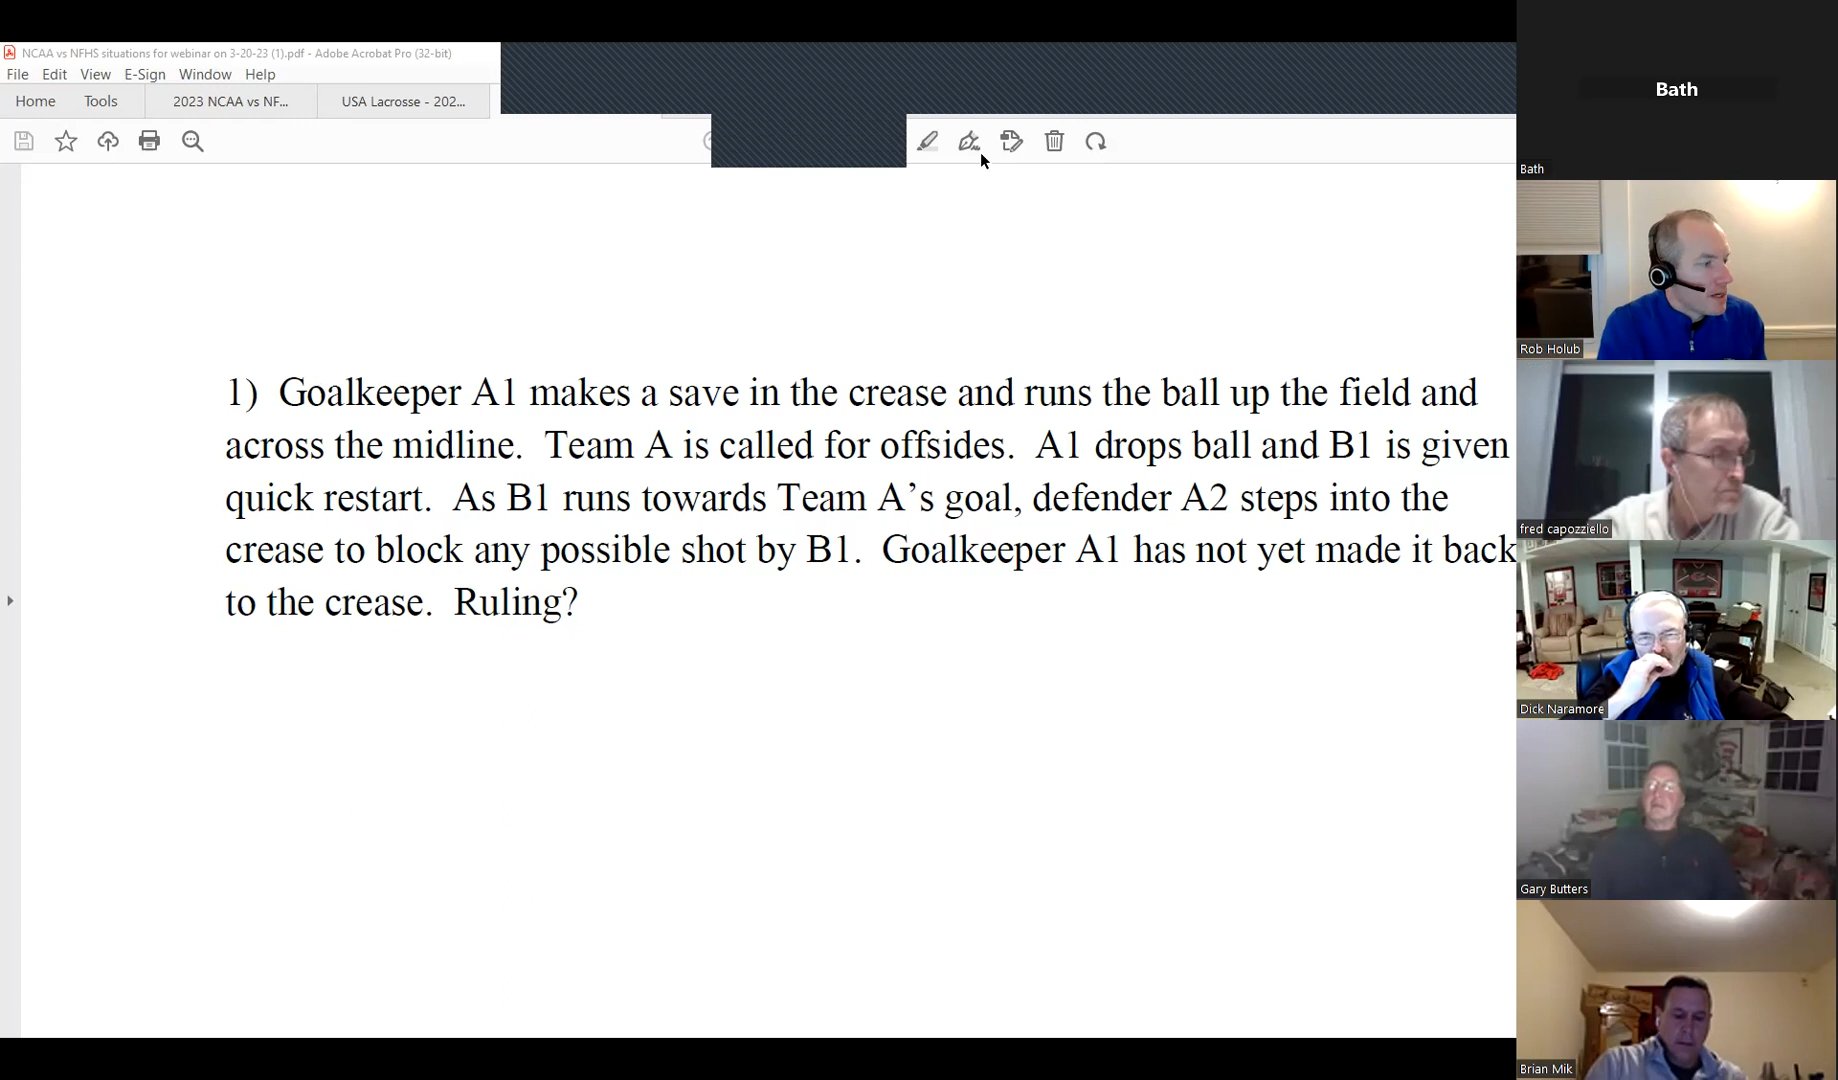 NCAA vs NFHS situations for webinar on 3-20-23 (1).pdf - Adobe Acrobat Pro (32-bit)
File Edit View E-Sign Window Help
Home Tools 2023 NCAA vs NF... USA Lacrosse - 202...
1) Goalkeeper A1 makes a save in the crease and runs the ball up the field and
across the midline. Team A is called for offsides. A1 drops ball and B1 is given
quick restart. As B1 runs towards Team A’s goal, defender A2 steps into the
crease to block any possible shot by B1. Goalkeeper A1 has not yet made it back
to the crease. Ruling?
Bath
Bath
Rob Holub
fred capozziello
Dick Naramore
Gary Butters
Brian Mik